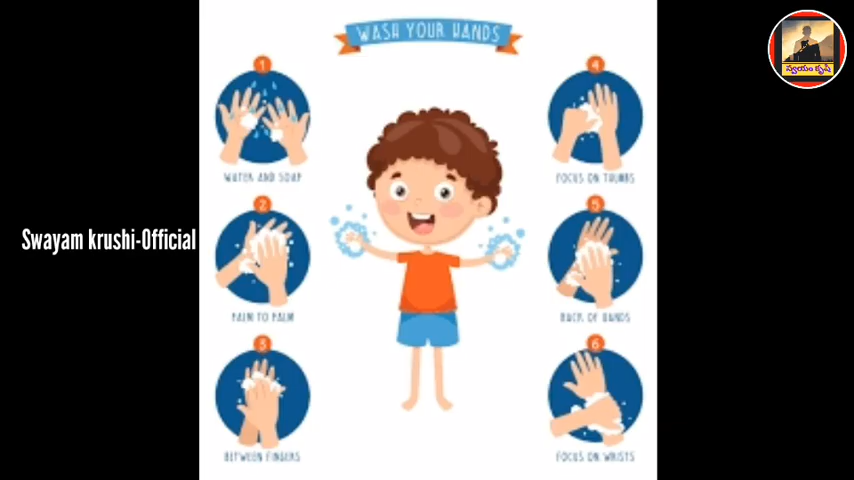 WASH YOUR HANDS
1
WATER AND SOAP
2
PALM TO PALM
3
BETWEEN FINGERS
4
FOCUS ON THUMBS
5
BACK OF HANDS
6
FOCUS ON WRISTS
Swayam krushi-Official
స్వయం కృషి